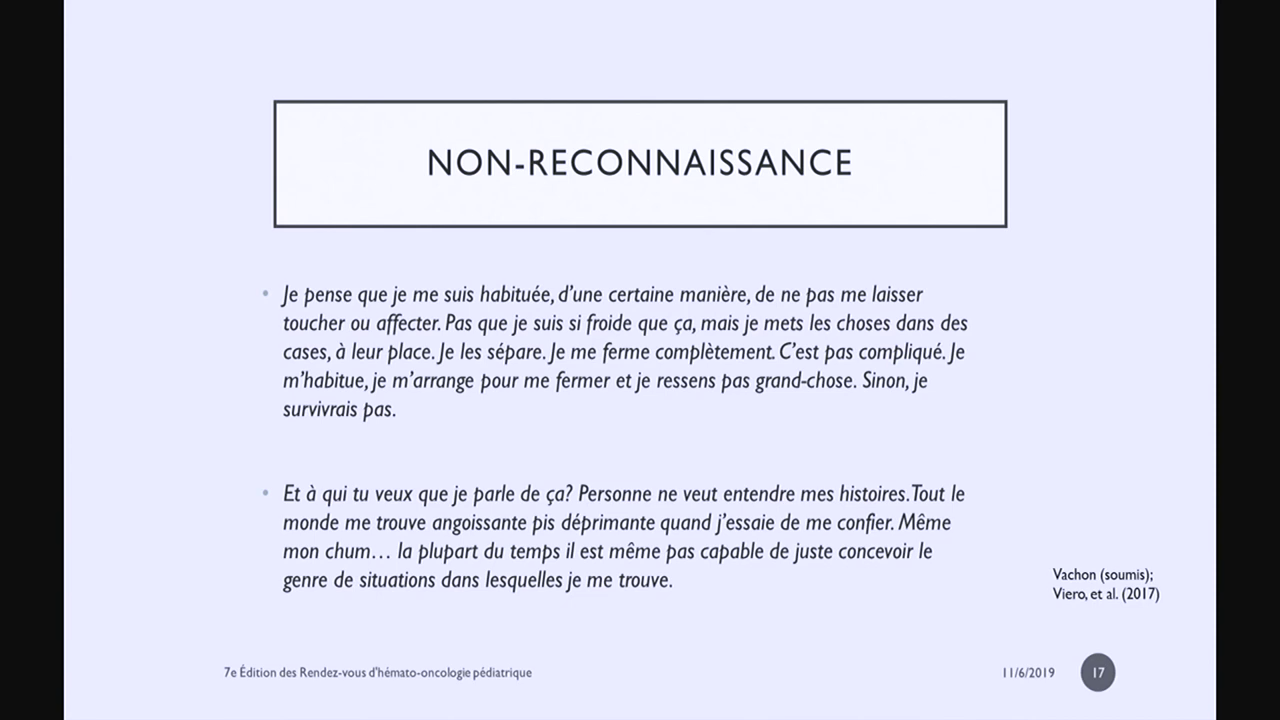 NON-RECONNAISSANCE
• Je pense que je me suis habituée, d'une certaine manière, de ne pas me laisser
toucher ou affecter. Pas que je suis si froide que ça, mais je mets les choses dans des
cases, à leur place. Je les sépare. Je me ferme complètement. C'est pas compliqué. Je
m'habitue, je m'arrange pour me fermer et je ressens pas grand-chose. Sinon, je
survivrais pas.
• Et à qui tu veux que je parle de ça? Personne ne veut entendre mes histoires. Tout le
monde me trouve angoissante pis déprimante quand j'essaie de me confier. Même
mon chum… la plupart du temps il est même pas capable de juste concevoir le
genre de situations dans lesquelles je me trouve.
Vachon (soumis);
Viero, et al. (2017)
7e Édition des Rendez-vous d'hémato-oncologie pédiatrique
11/6/2019
17